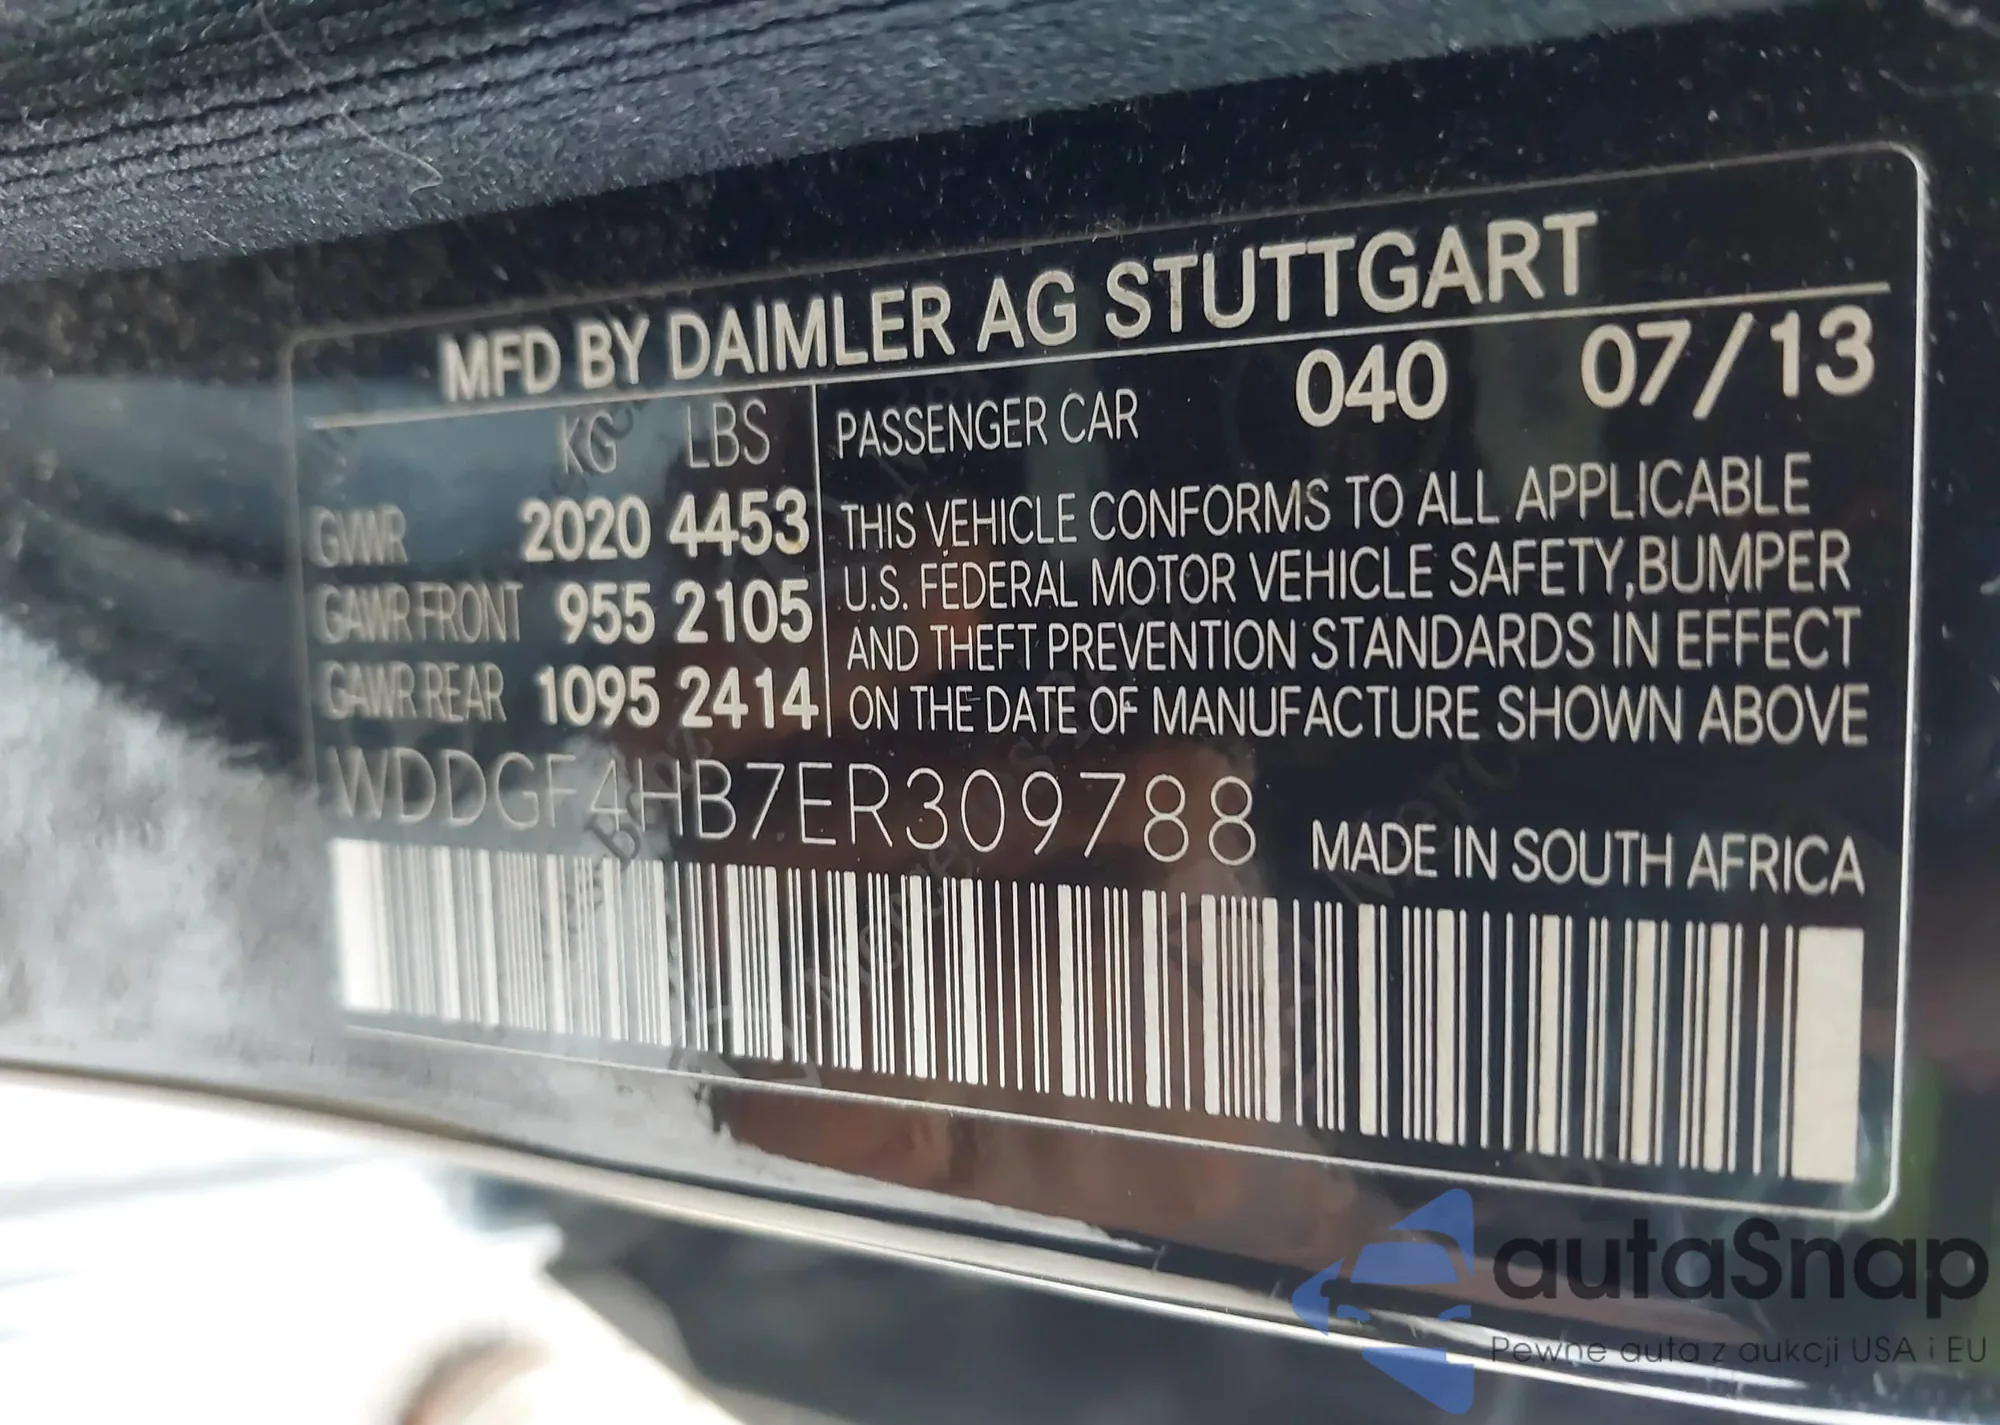 MFD BY DAIMLER AG STUTTGART
KG LBS
PASSENGER CAR 040 07/13
GVWR 2020 4453
GAWR FRONT 955 2105
GAWR REAR 1095 2414
THIS VEHICLE CONFORMS TO ALL APPLICABLE
U.S. FEDERAL MOTOR VEHICLE SAFETY,BUMPER
AND THEFT PREVENTION STANDARDS IN EFFECT
ON THE DATE OF MANUFACTURE SHOWN ABOVE
WDDGF4HB7ER309788
MADE IN SOUTH AFRICA
autaSnap
Pewne auta z aukcji USA i EU